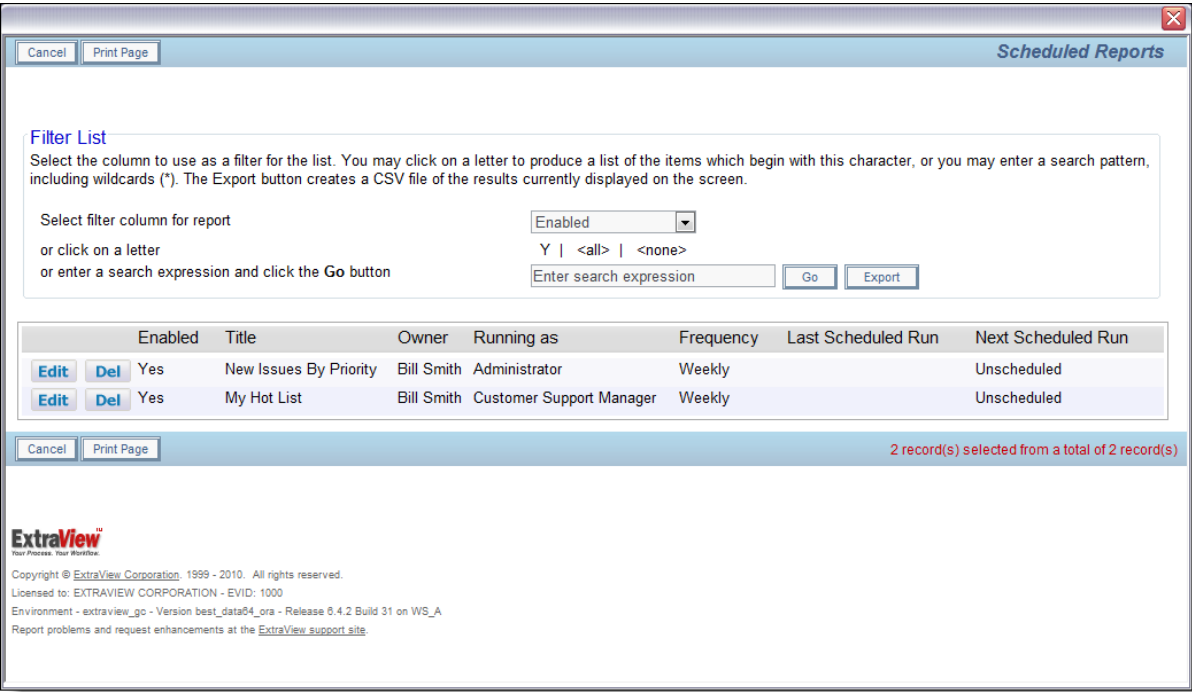 Cancel Print Page Scheduled Reports
Filter List
Select the column to use as a filter for the list. You may click on a letter to produce a list of the items which begin with this character, or you may enter a search pattern,
including wildcards (*). The Export button creates a CSV file of the results currently displayed on the screen.
Select filter column for report Enabled
or click on a letter Y | <all> | <none>
or enter a search expression and click the Go button Enter search expression Go Export
Enabled Title Owner Running as Frequency Last Scheduled Run Next Scheduled Run
Edit Del Yes New Issues By Priority Bill Smith Administrator Weekly Unscheduled
Edit Del Yes My Hot List Bill Smith Customer Support Manager Weekly Unscheduled
Cancel Print Page 2 record(s) selected from a total of 2 record(s)
ExtraView™
Your Process. Your Workflow.
Copyright © ExtraView Corporation. 1999 - 2010. All rights reserved.
Licensed to: EXTRAVIEW CORPORATION - EVID: 1000
Environment - extraview_gc - Version best_data64_ora - Release 6.4.2 Build 31 on WS_A
Report problems and request enhancements at the ExtraView support site.